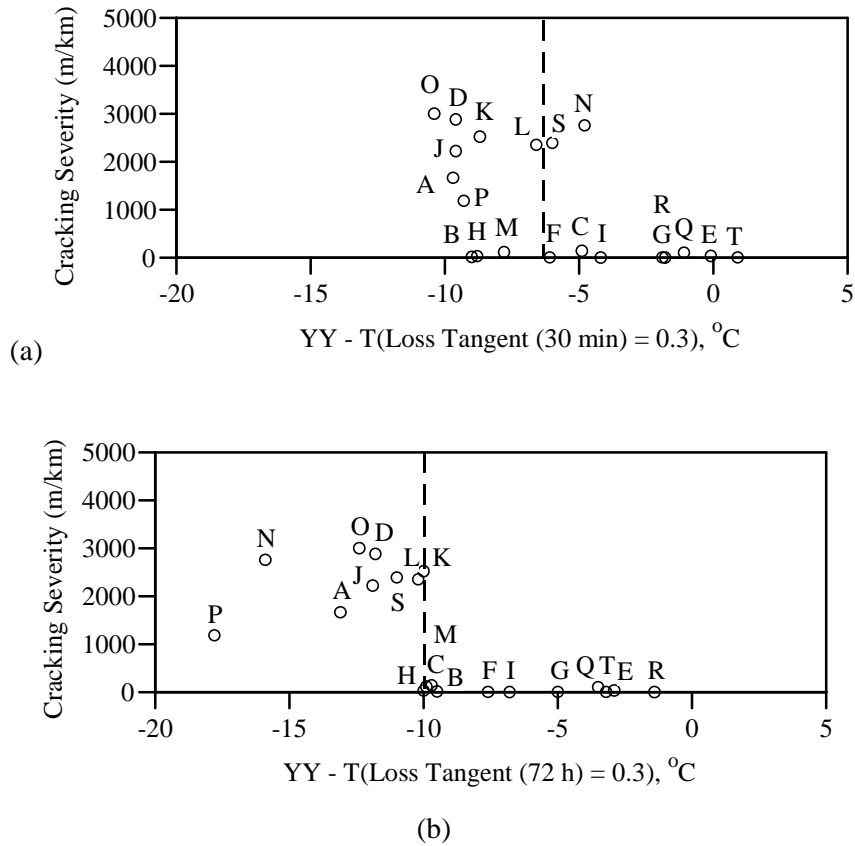 5000
4000
3000
2000
1000
0
Cracking Severity (m/km)
O D K L S N
J
A P
B H M F C I R G Q E T
-20 -15 -10 -5 0 5
YY - T(Loss Tangent (30 min) = 0.3), °C
(a)
5000
4000
3000
2000
1000
0
Cracking Severity (m/km)
N O D L K
P A J S
M
H C B F I G Q T E R
-20 -15 -10 -5 0 5
YY - T(Loss Tangent (72 h) = 0.3), °C
(b)